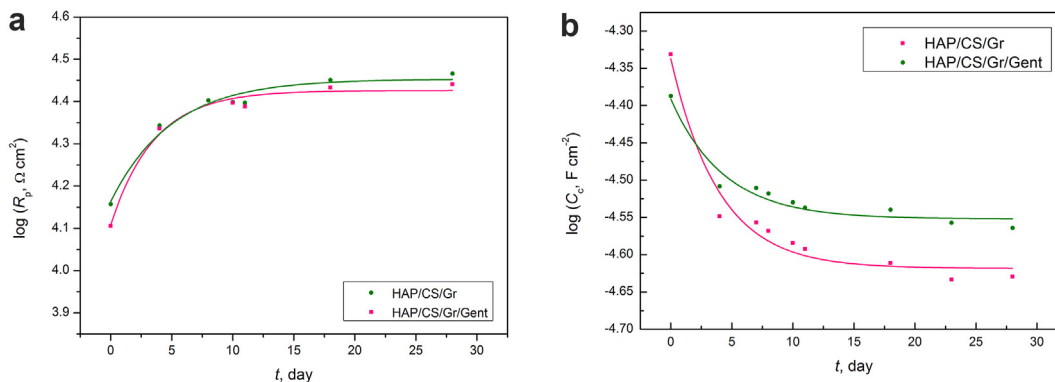 a
4.6
4.5
4.4
4.3
4.2
4.1
4.0
3.9
log (Rp, Ω cm²)
HAP/CS/Gr
HAP/CS/Gr/Gent
0 5 10 15 20 25 30
t, day
b
-4.30
-4.35
-4.40
-4.45
-4.50
-4.55
-4.60
-4.65
-4.70
log (Cc, F cm⁻²)
HAP/CS/Gr
HAP/CS/Gr/Gent
0 5 10 15 20 25 30
t, day